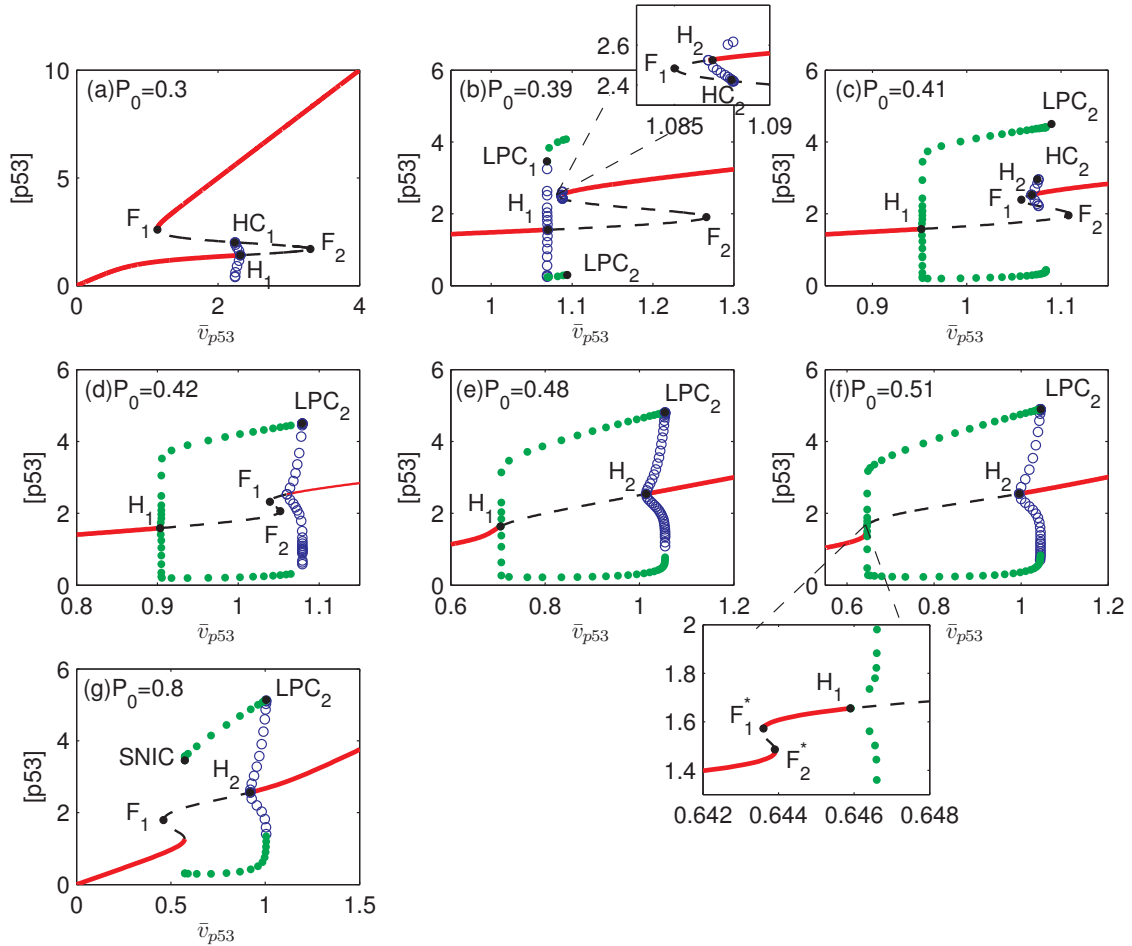 (a)P0=0.3
[p53]
10
5
0
0
2
4
F1
HC1
F2
H1
v̄p53
(b)P0=0.39
[p53]
6
4
2
0
1
1.1
1.2
1.3
LPC1
H1
LPC2
F2
v̄p53
2.6
2.4
H2
F1
HC2
1.085
1.09
(c)P0=0.41
[p53]
6
4
2
0
0.9
1
1.1
LPC2
HC2
H2
F1
H1
F2
v̄p53
(d)P0=0.42
[p53]
6
4
2
0
0.8
0.9
1
1.1
LPC2
F1
H1
F2
v̄p53
(e)P0=0.48
[p53]
6
4
2
0
0.6
0.8
1
1.2
LPC2
H2
H1
v̄p53
(f)P0=0.51
[p53]
6
4
2
0
0.6
0.8
1
1.2
LPC2
H2
v̄p53
2
1.8
1.6
1.4
0.642
0.644
0.646
0.648
H1
F1*
F2*
(g)P0=0.8
[p53]
6
4
2
0
0
0.5
1
1.5
LPC2
SNIC
H2
F1
v̄p53